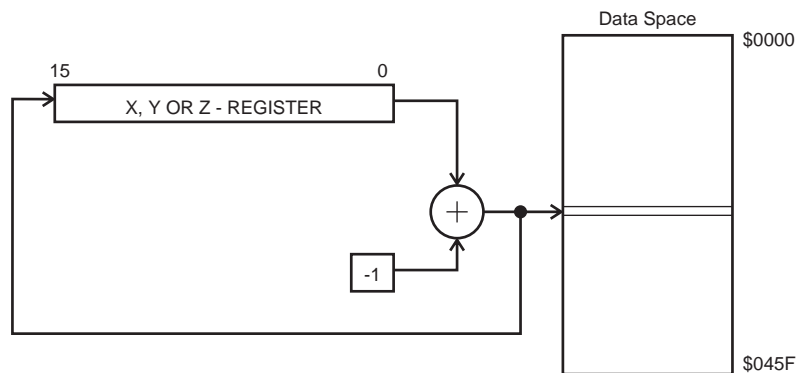 Data Space
$0000
15 0
X, Y OR Z - REGISTER
+
-1
$045F